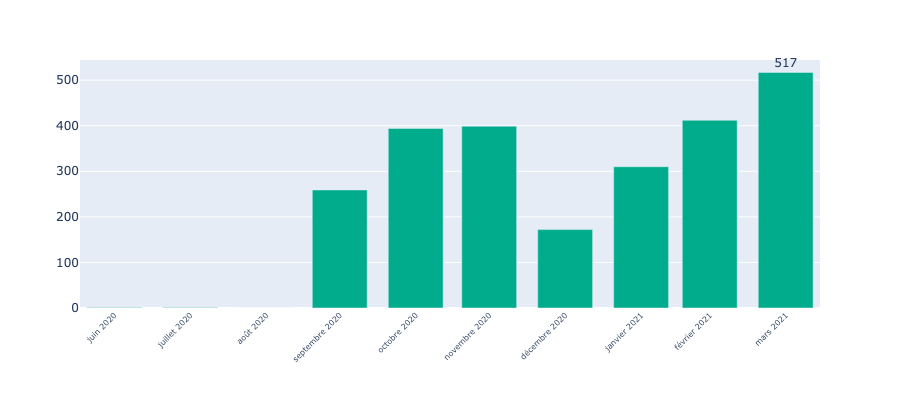 517
500
400
300
200
100
0
juin 2020
juillet 2020
août 2020
septembre 2020
octobre 2020
novembre 2020
décembre 2020
janvier 2021
février 2021
mars 2021